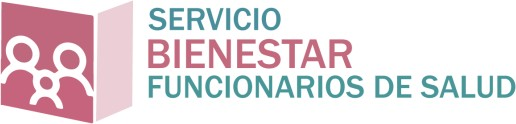 SERVICIO
BIENESTAR
FUNCIONARIOS DE SALUD